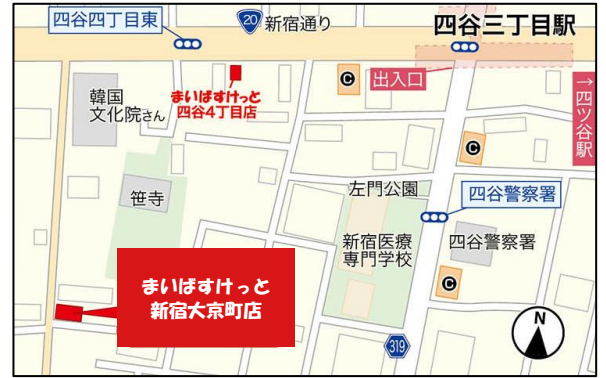 四谷四丁目東
20
新宿通り
四谷三丁目駅
出入口
→四ツ谷駅
C
まいばすけっと
四谷4丁目店
韓国
文化院さん
C
笹寺
左門公園
四谷警察署
新宿医療
専門学校
四谷警察署
C
まいばすけっと
新宿大京町店
319
N